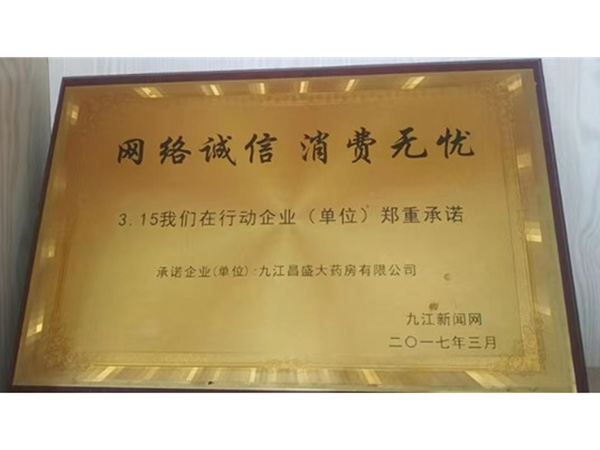 网络诚信 消费无忧
3.15我们在行动企业（单位）郑重承诺
承诺企业(单位):九江昌盛大药房有限公司
九江新闻网
二〇一七年三月